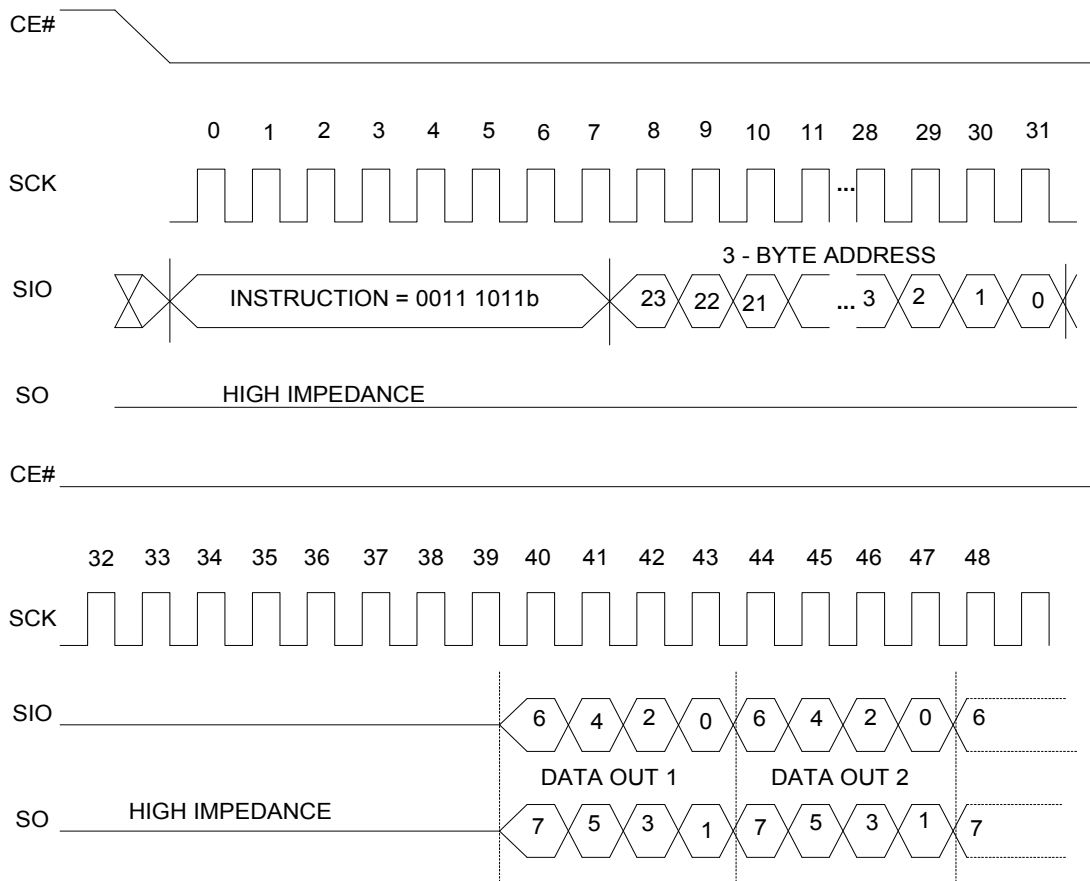 CE#
0 1 2 3 4 5 6 7 8 9 10 11 28 29 30 31
SCK ...
3 - BYTE ADDRESS
SIO INSTRUCTION = 0011 1011b 23 22 21 ... 3 2 1 0
SO HIGH IMPEDANCE
CE#
32 33 34 35 36 37 38 39 40 41 42 43 44 45 46 47 48
SCK
SIO 6 4 2 0 6 4 2 0 6
DATA OUT 1 DATA OUT 2
SO HIGH IMPEDANCE 7 5 3 1 7 5 3 1 7